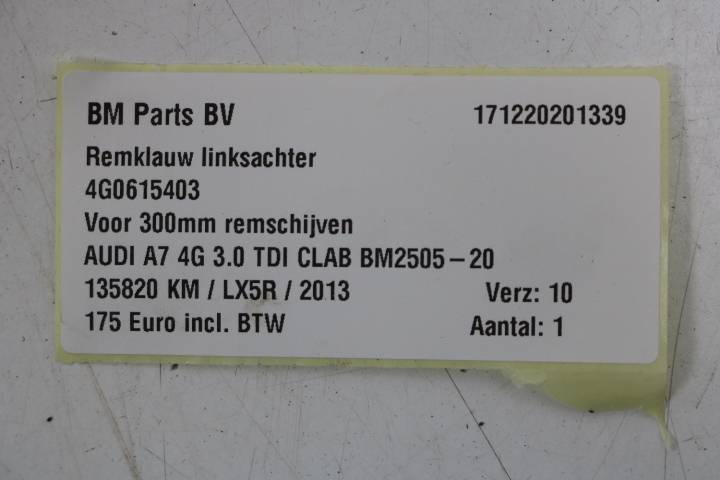 BM Parts BV 171220201339
Remklauw linksachter
4G0615403
Voor 300mm remschijven
AUDI A7 4G 3.0 TDI CLAB BM2505-20
135820 KM / LX5R / 2013 Verz: 10
175 Euro incl. BTW Aantal: 1